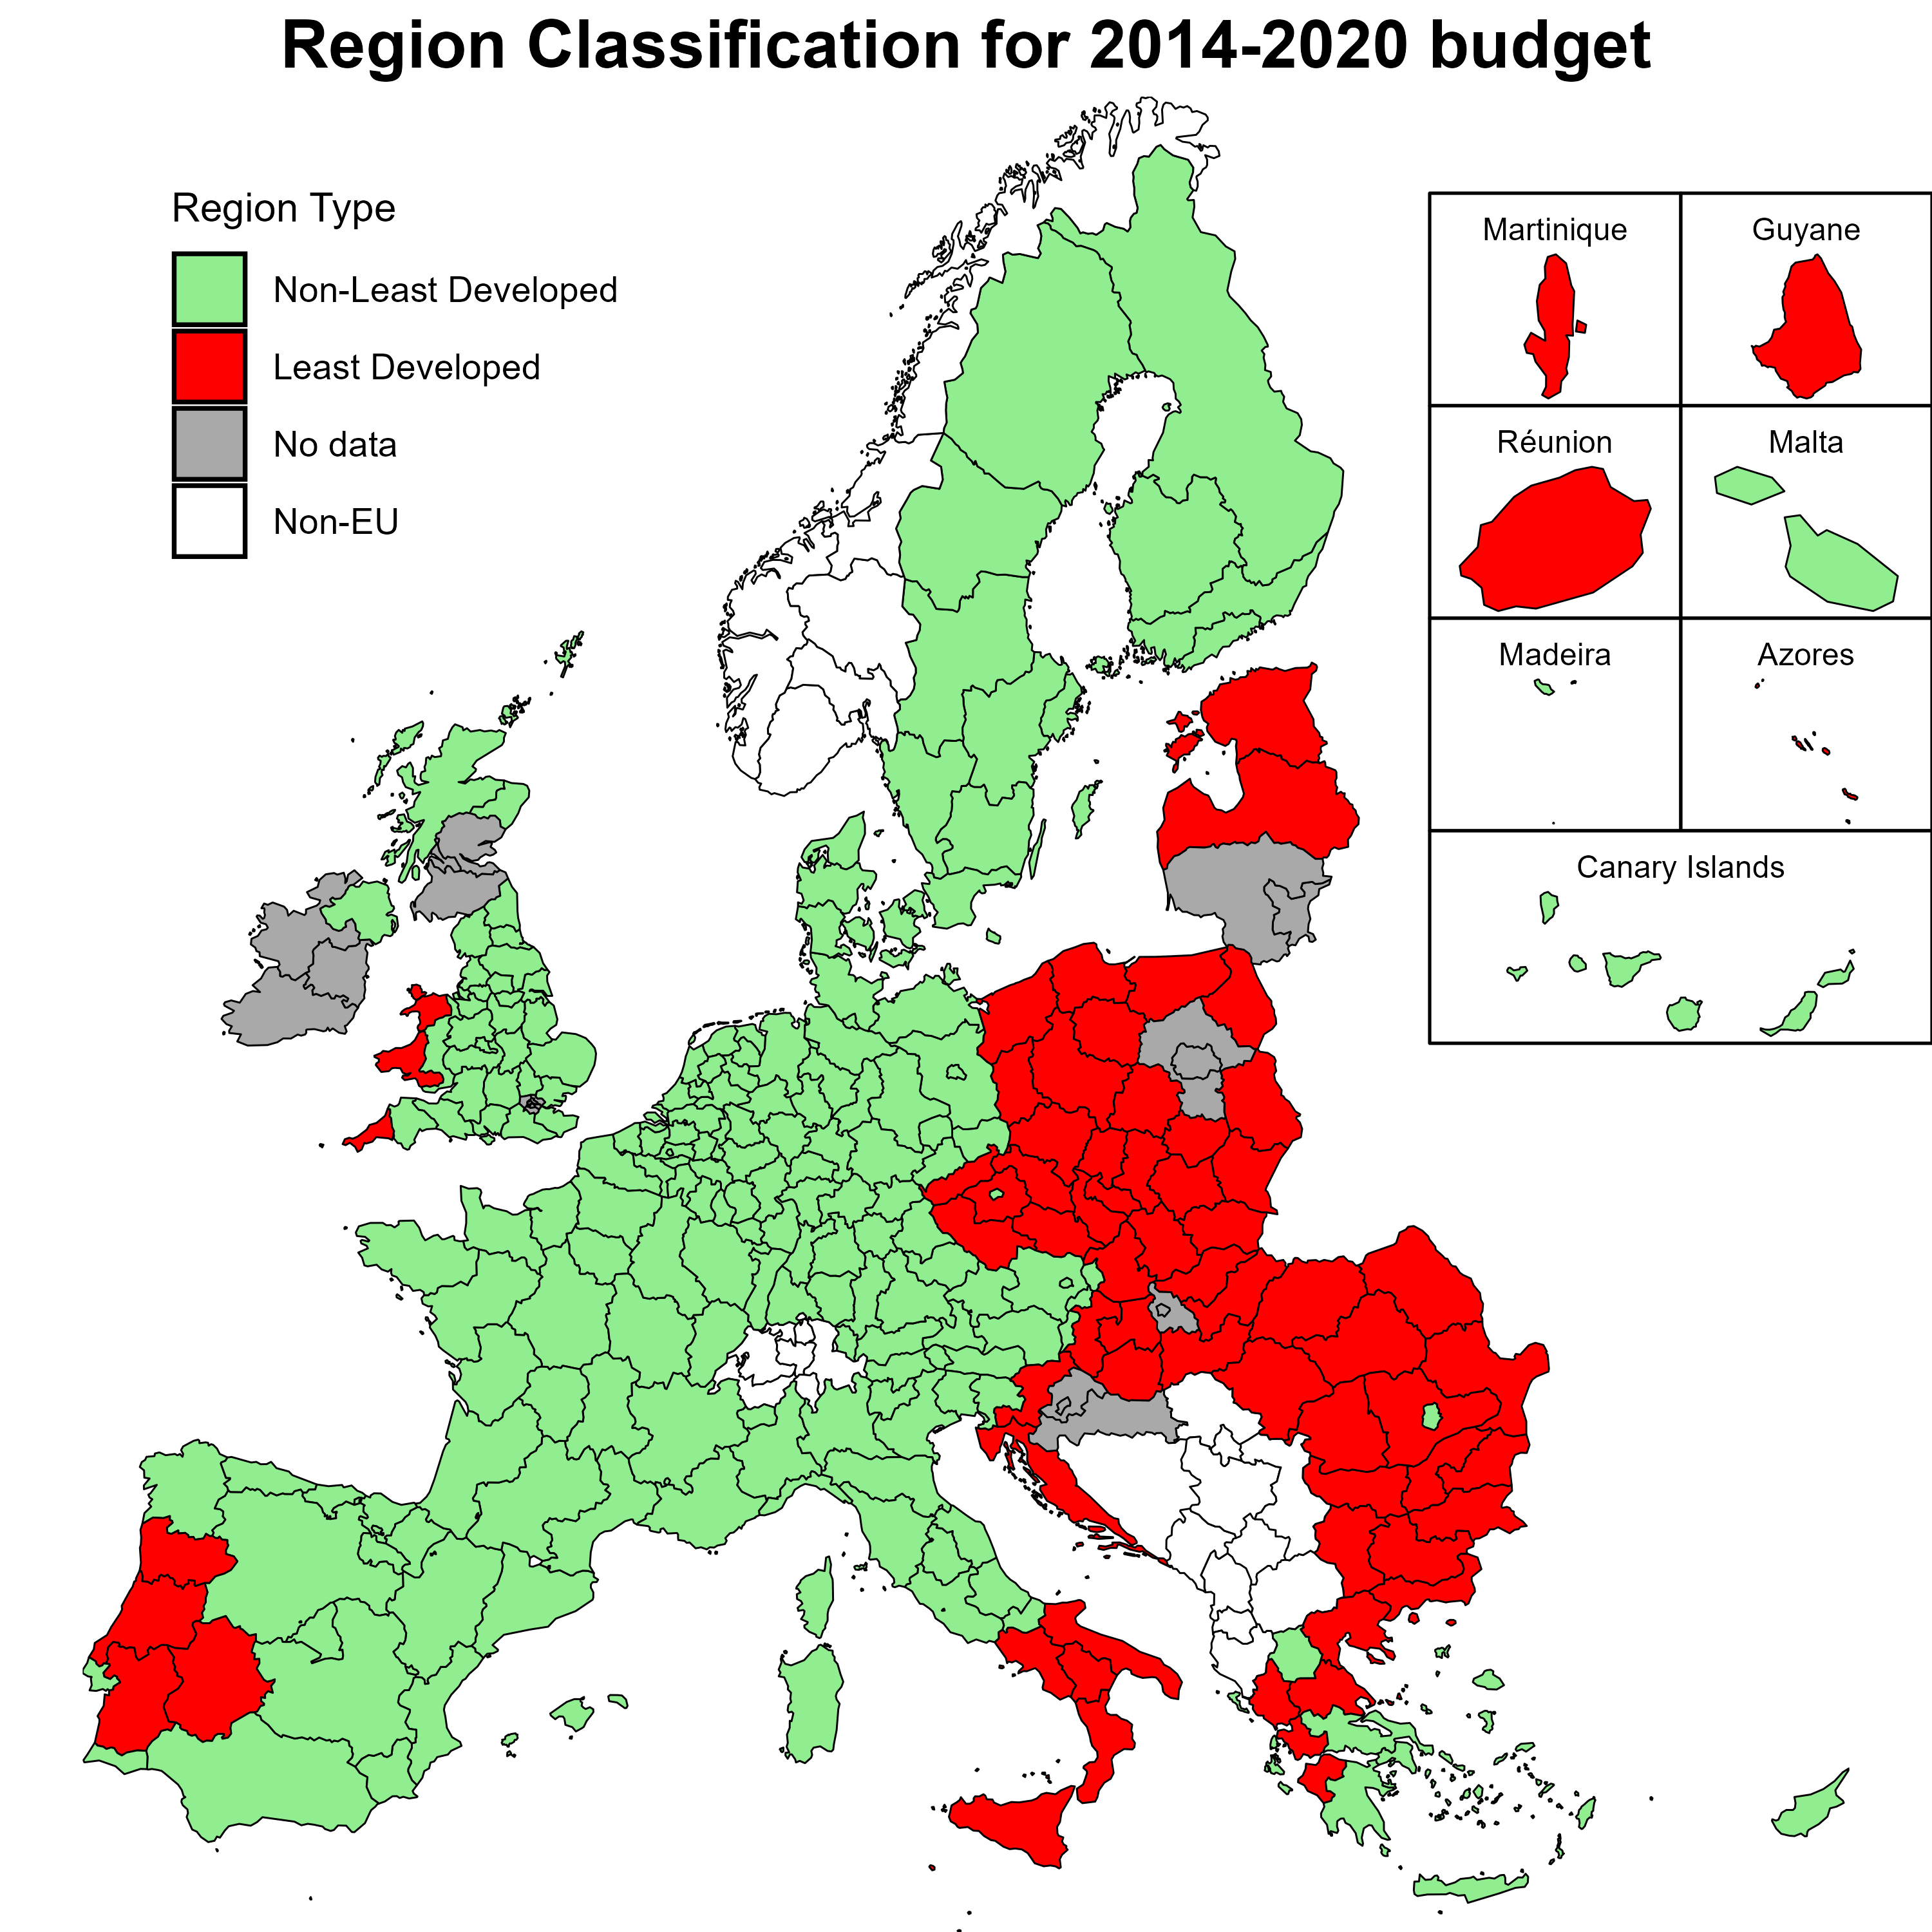 Region Classification for 2014-2020 budget
Region Type
Non-Least Developed
Least Developed
No data
Non-EU
Martinique
Guyane
Réunion
Malta
Madeira
Azores
Canary Islands